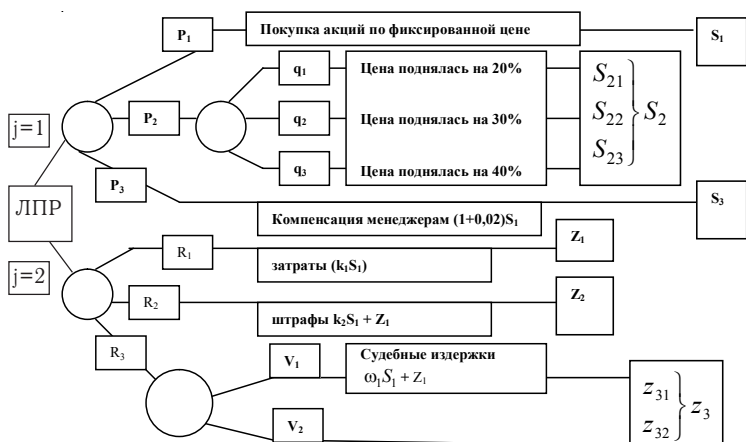 P₁
Покупка акций по фиксированной цене
S₁
q₁
Цена поднялась на 20%
S₂₁
j=1
P₂
q₂
Цена поднялась на 30%
S₂₂
S₂
q₃
Цена поднялась на 40%
S₂₃
P₃
ЛПР
Компенсация менеджерам (1+0,02)S₁
S₃
R₁
затраты (k₁S₁)
Z₁
j=2
R₂
штрафы k₂S₁ + Z₁
Z₂
R₃
V₁
Судебные издержки
ω₁S₁ + Z₁
z₃₁
z₃
z₃₂
V₂